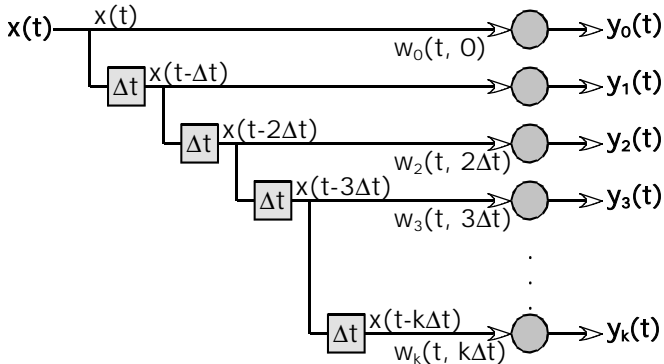 x(t) x(t) w₀(t, 0) y₀(t)
Δt x(t-Δt) y₁(t)
Δt x(t-2Δt) w₂(t, 2Δt) y₂(t)
Δt x(t-3Δt) w₃(t, 3Δt) y₃(t)
. . .
Δt x(t-kΔt) wₖ(t, kΔt) yₖ(t)